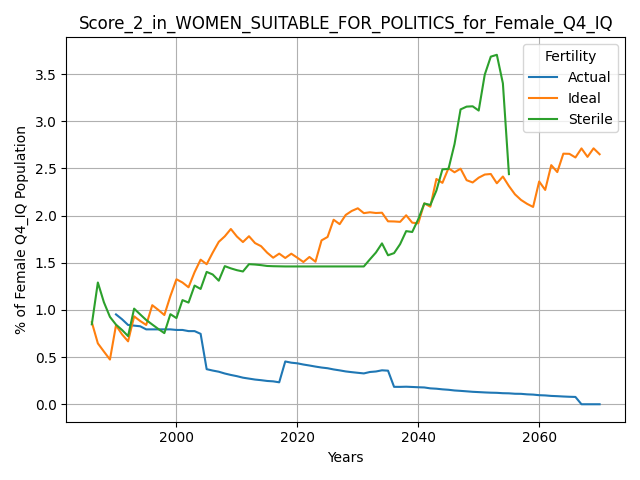 Score_2_in_WOMEN_SUITABLE_FOR_POLITICS_for_Female_Q4_IQ
Fertility
Actual
Ideal
Sterile
% of Female Q4_IQ Population
3.5
3.0
2.5
2.0
1.5
1.0
0.5
0.0
2000
2020
2040
2060
Years